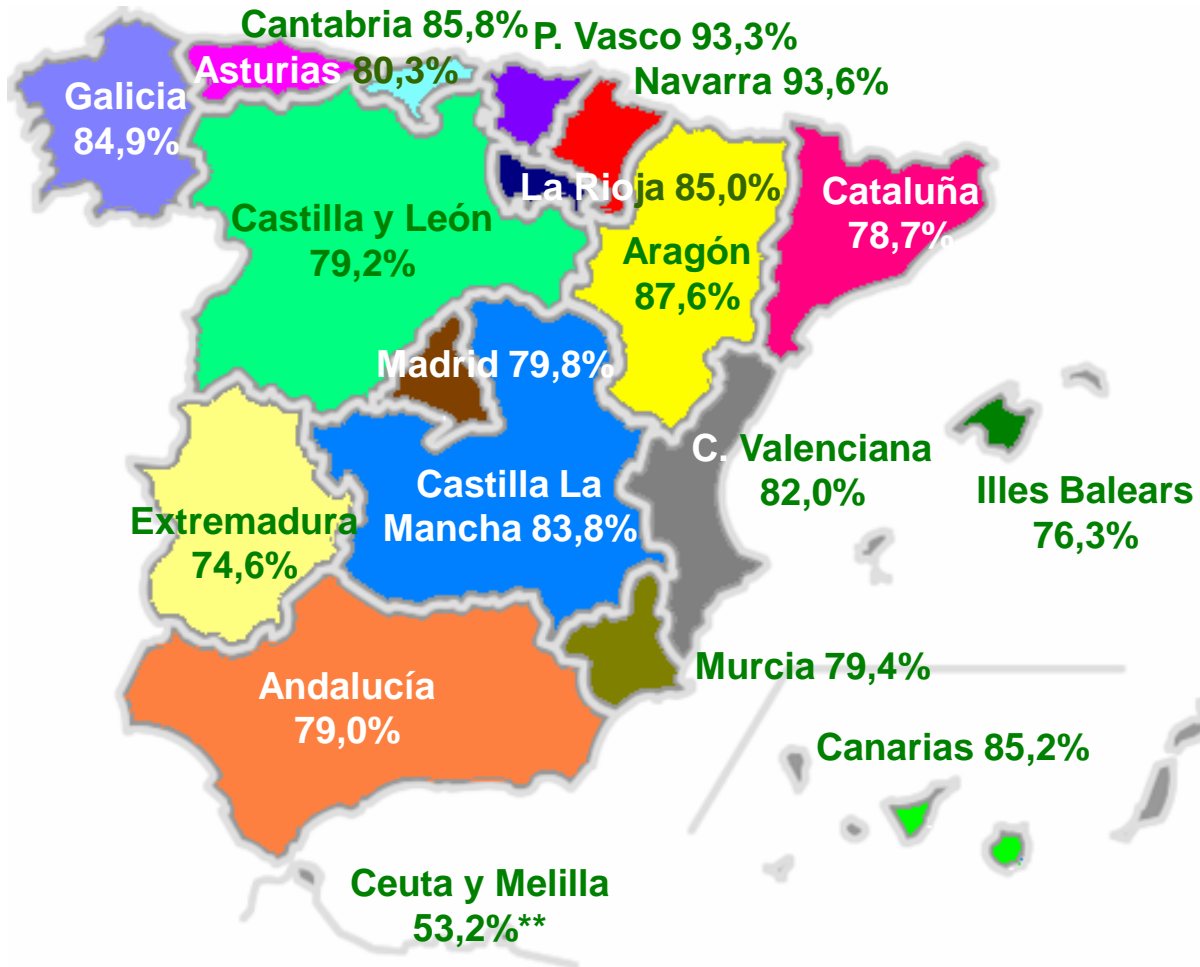 Cantabria 85,8%
P. Vasco 93,3%
Asturias 80,3%
Navarra 93,6%
Galicia
84,9%
La Rioja 85,0%
Cataluña
78,7%
Castilla y León
79,2%
Aragón
87,6%
Madrid 79,8%
C. Valenciana
82,0%
Illes Balears
76,3%
Castilla La
Mancha 83,8%
Extremadura
74,6%
Murcia 79,4%
Andalucía
79,0%
Canarias 85,2%
Ceuta y Melilla
53,2%**